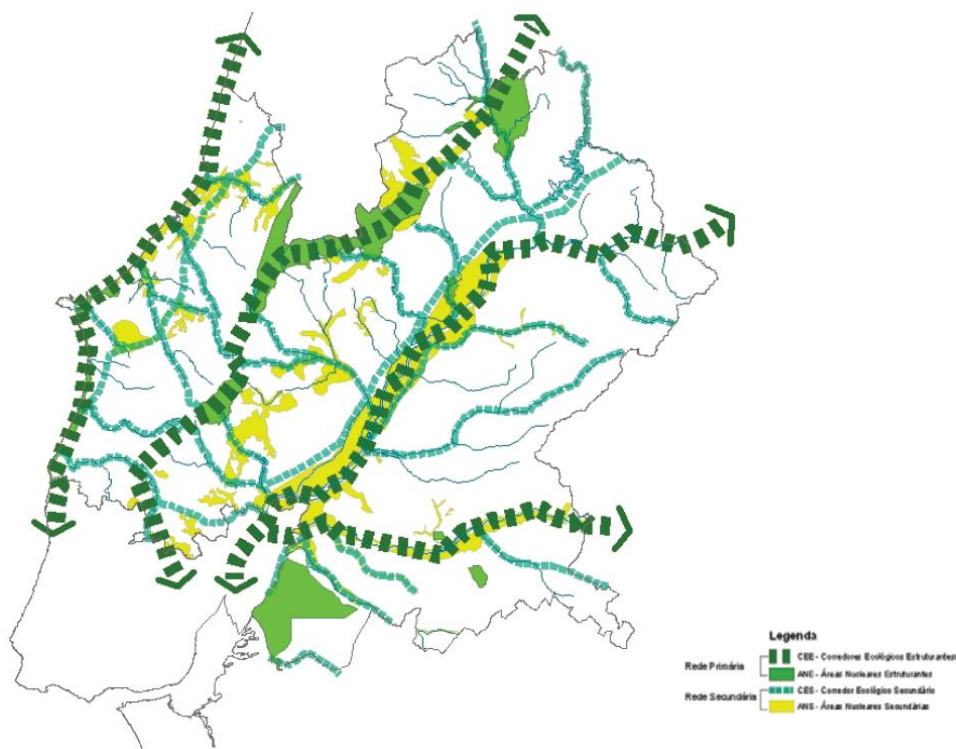 Legenda
Rede Primária
CEE - Corredores Ecológicos Estruturantes
ANE - Áreas Nucleares Estruturantes
Rede Secundária
CES - Corredor Ecológico Secundário
ANS - Áreas Nucleares Secundárias